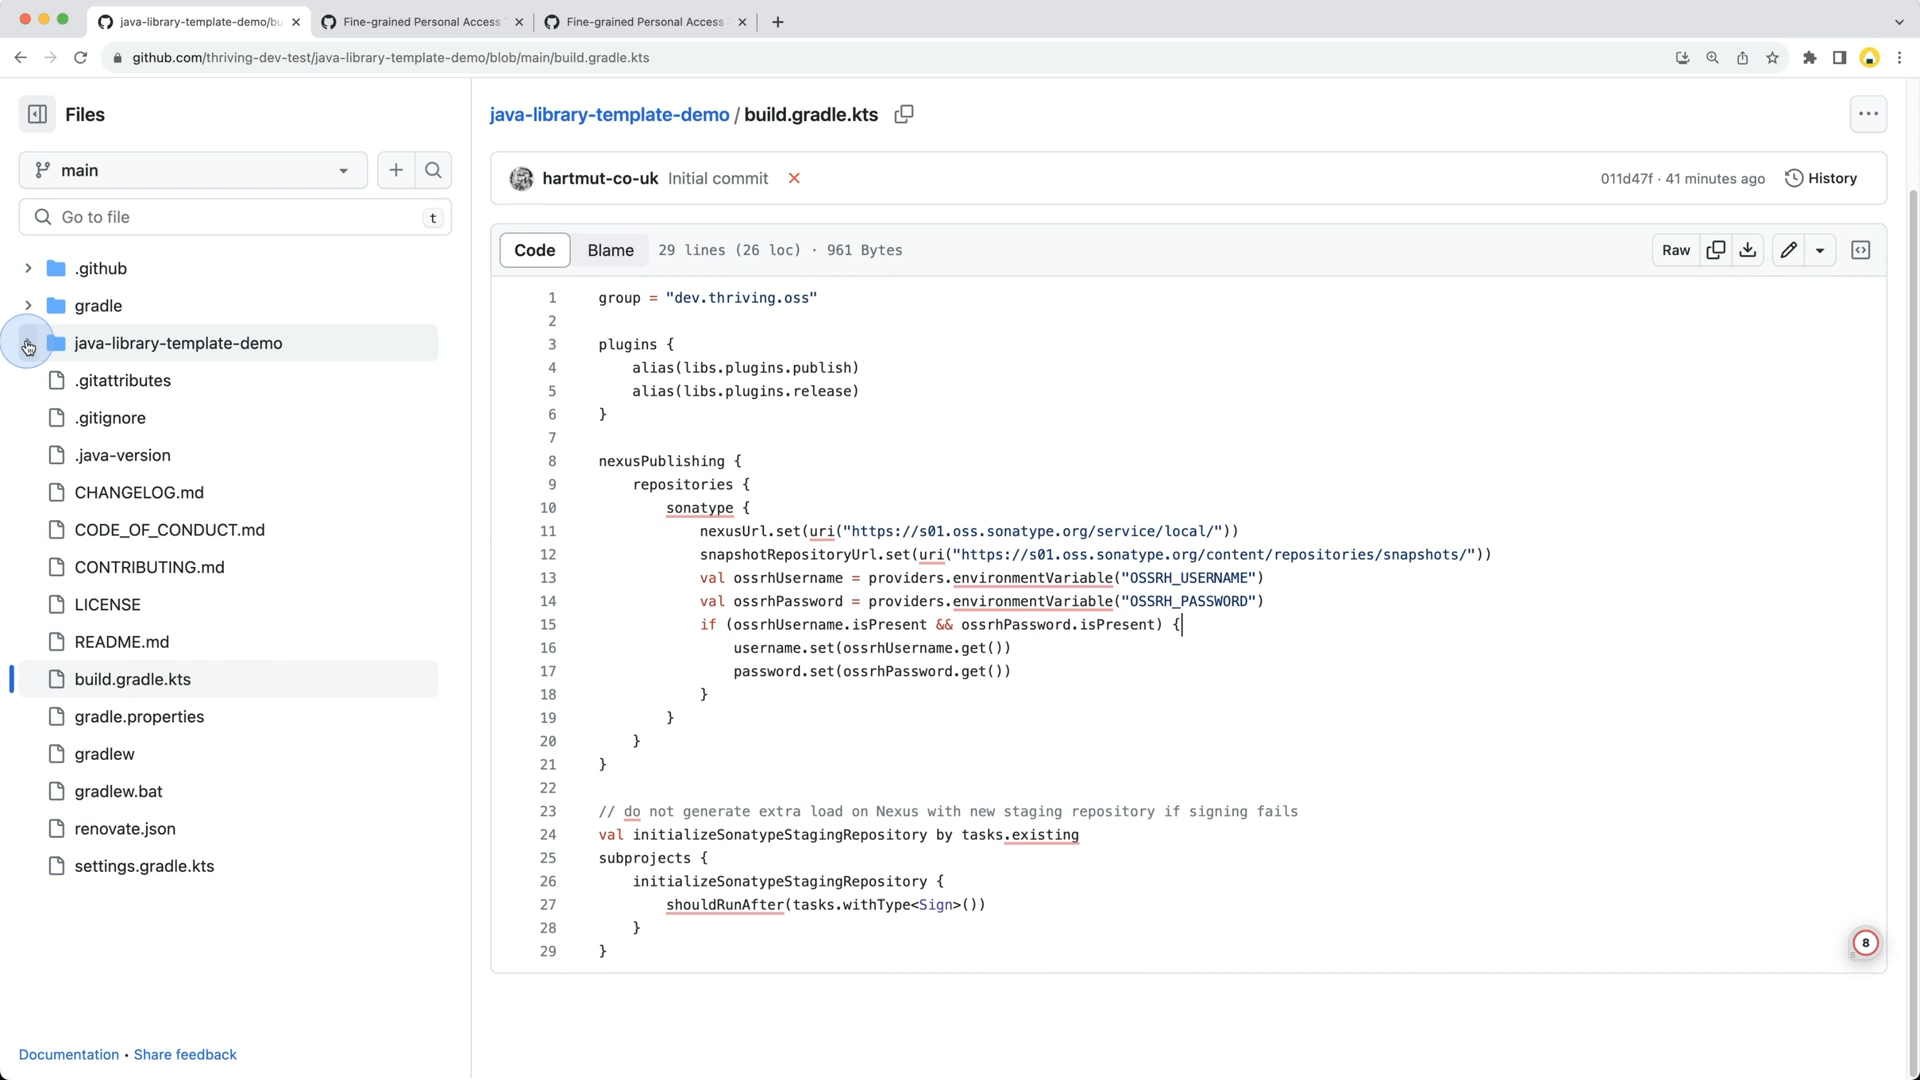 java-library-template-demo/bu
Fine-grained Personal Access
Fine-grained Personal Access
github.com/thriving-dev-test/java-library-template-demo/blob/main/build.gradle.kts
Files
main
Go to file
t
.github
gradle
java-library-template-demo
.gitattributes
.gitignore
.java-version
CHANGELOG.md
CODE_OF_CONDUCT.md
CONTRIBUTING.md
LICENSE
README.md
build.gradle.kts
gradle.properties
gradlew
gradlew.bat
renovate.json
settings.gradle.kts
Documentation • Share feedback
java-library-template-demo / build.gradle.kts
hartmut-co-uk Initial commit
011d47f · 41 minutes ago History
Code Blame 29 lines (26 loc) · 961 Bytes Raw
1 group = "dev.thriving.oss"
2
3 plugins {
4     alias(libs.plugins.publish)
5     alias(libs.plugins.release)
6 }
7
8 nexusPublishing {
9     repositories {
10         sonatype {
11             nexusUrl.set(uri("https://s01.oss.sonatype.org/service/local/"))
12             snapshotRepositoryUrl.set(uri("https://s01.oss.sonatype.org/content/repositories/snapshots/"))
13             val ossrhUsername = providers.environmentVariable("OSSRH_USERNAME")
14             val ossrhPassword = providers.environmentVariable("OSSRH_PASSWORD")
15             if (ossrhUsername.isPresent && ossrhPassword.isPresent) {
16                 username.set(ossrhUsername.get())
17                 password.set(ossrhPassword.get())
18             }
19         }
20     }
21 }
22
23 // do not generate extra load on Nexus with new staging repository if signing fails
24 val initializeSonatypeStagingRepository by tasks.existing
25 subprojects {
26     initializeSonatypeStagingRepository {
27         shouldRunAfter(tasks.withType<Sign>())
28     }
29 }
8